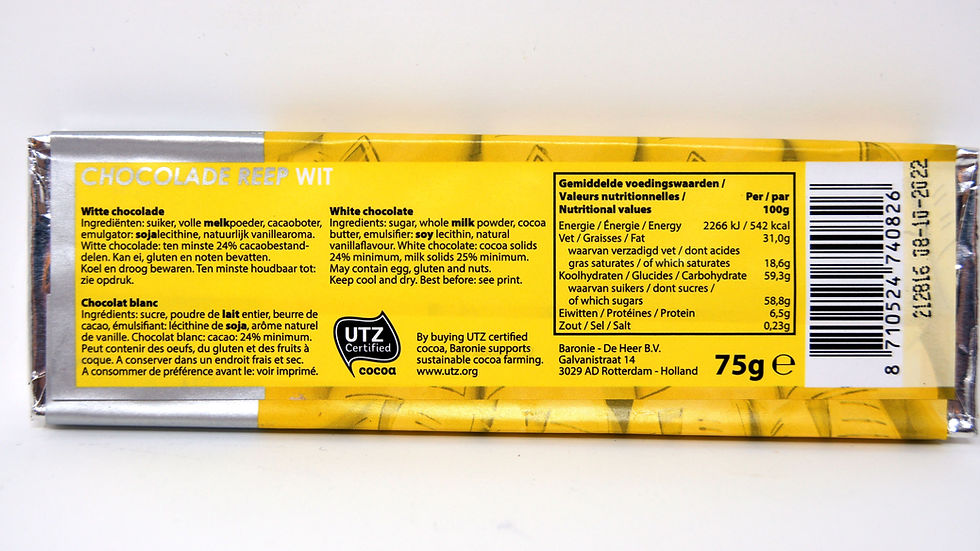 CHOCOLADE REEP WIT
Witte chocolade
Ingrediënten: suiker, volle melkpoeder, cacaoboter,
emulgator: sojalecithine, natuurlijk vanillearoma.
Witte chocolade: ten minste 24% cacaobestand-
delen. Kan ei, gluten en noten bevatten.
Koel en droog bewaren. Ten minste houdbaar tot:
zie opdruk.
Chocolat blanc
Ingrédients: sucre, poudre de lait entier, beurre de
cacao, émulsifiant: lécithine de soja, arôme naturel
de vanille. Chocolat blanc: cacao: 24% minimum.
Peut contenir des oeufs, du gluten et des fruits à
coque. A conserver dans un endroit frais et sec.
A consommer de préférence avant le: voir imprimé.
White chocolate
Ingredients: sugar, whole milk powder, cocoa
butter, emulsifier: soy lecithin, natural
vanillaflavour. White chocolate: cocoa solids
24% minimum, milk solids 25% minimum.
May contain egg, gluten and nuts.
Keep cool and dry. Best before: see print.
UTZ
Certified
cocoa
By buying UTZ certified
cocoa, Baronie supports
sustainable cocoa farming.
www.utz.org
Gemiddelde voedingswaarden /
Valeurs nutritionnelles / Per / par
Nutritional values 100g
Energie / Énergie / Energy 2266 kJ / 542 kcal
Vet / Graisses / Fat 31,0g
waarvan verzadigd vet / dont acides
gras saturates / of which saturates 18,6g
Koolhydraten / Glucides / Carbohydrate 59,3g
waarvan suikers / dont sucres /
of which sugars 58,8g
Eiwitten / Protéines / Protein 6,5g
Zout / Sel / Salt 0,23g
Baronie - De Heer B.V.
Galvanistraat 14
3029 AD Rotterdam - Holland
75g e
8 710524 740826
212816 08-10-2022